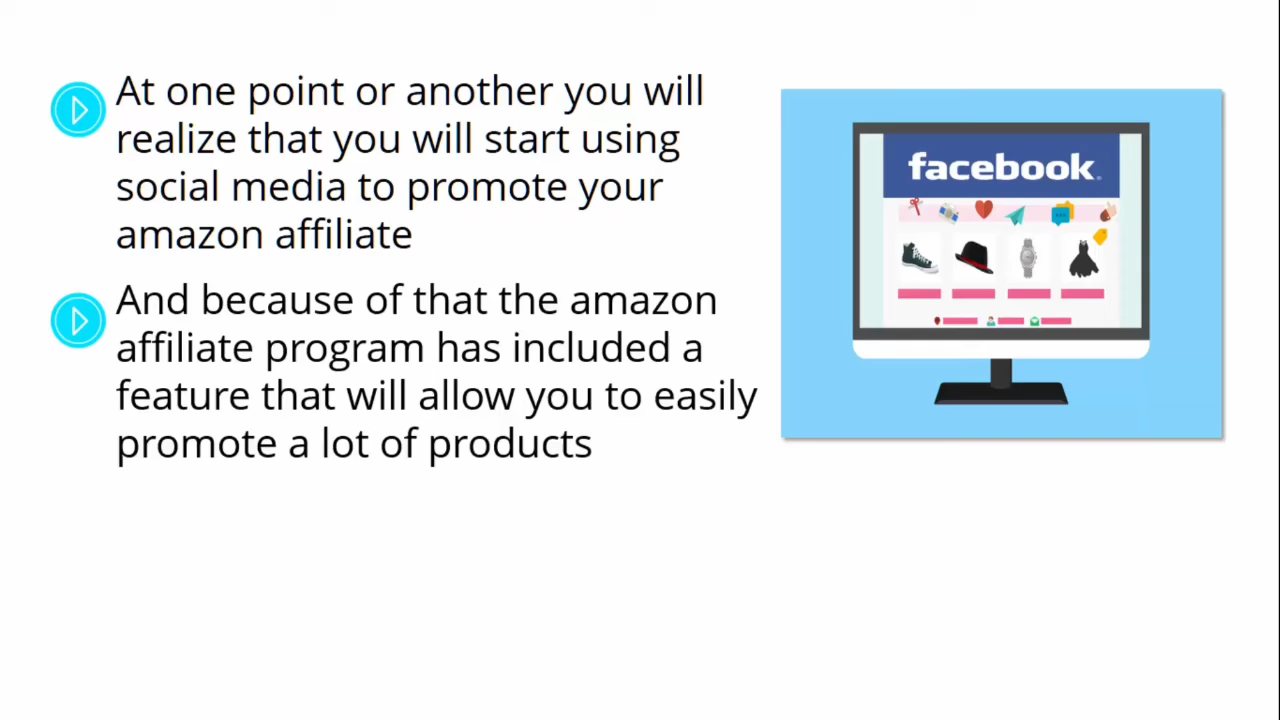 At one point or another you will
realize that you will start using
social media to promote your
amazon affiliate
And because of that the amazon
affiliate program has included a
feature that will allow you to easily
promote a lot of products
facebook